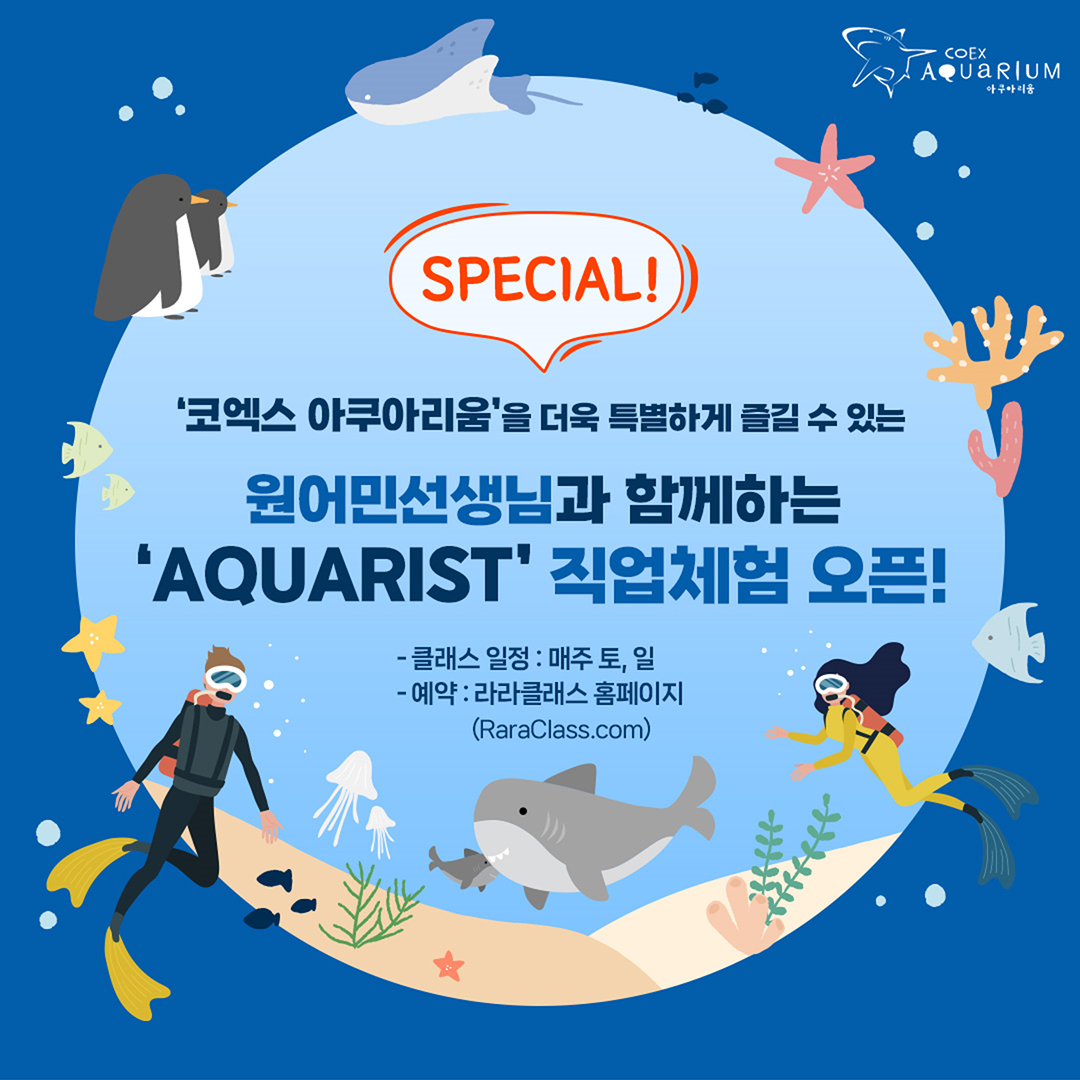 COEX
AQUARIUM
아쿠아리움
SPECIAL!
‘코엑스 아쿠아리움’을 더욱 특별하게 즐길 수 있는
원어민선생님과 함께하는
‘AQUARIST’ 직업체험 오픈!
- 클래스 일정 : 매주 토, 일
- 예약 : 라라클래스 홈페이지
(RaraClass.com)